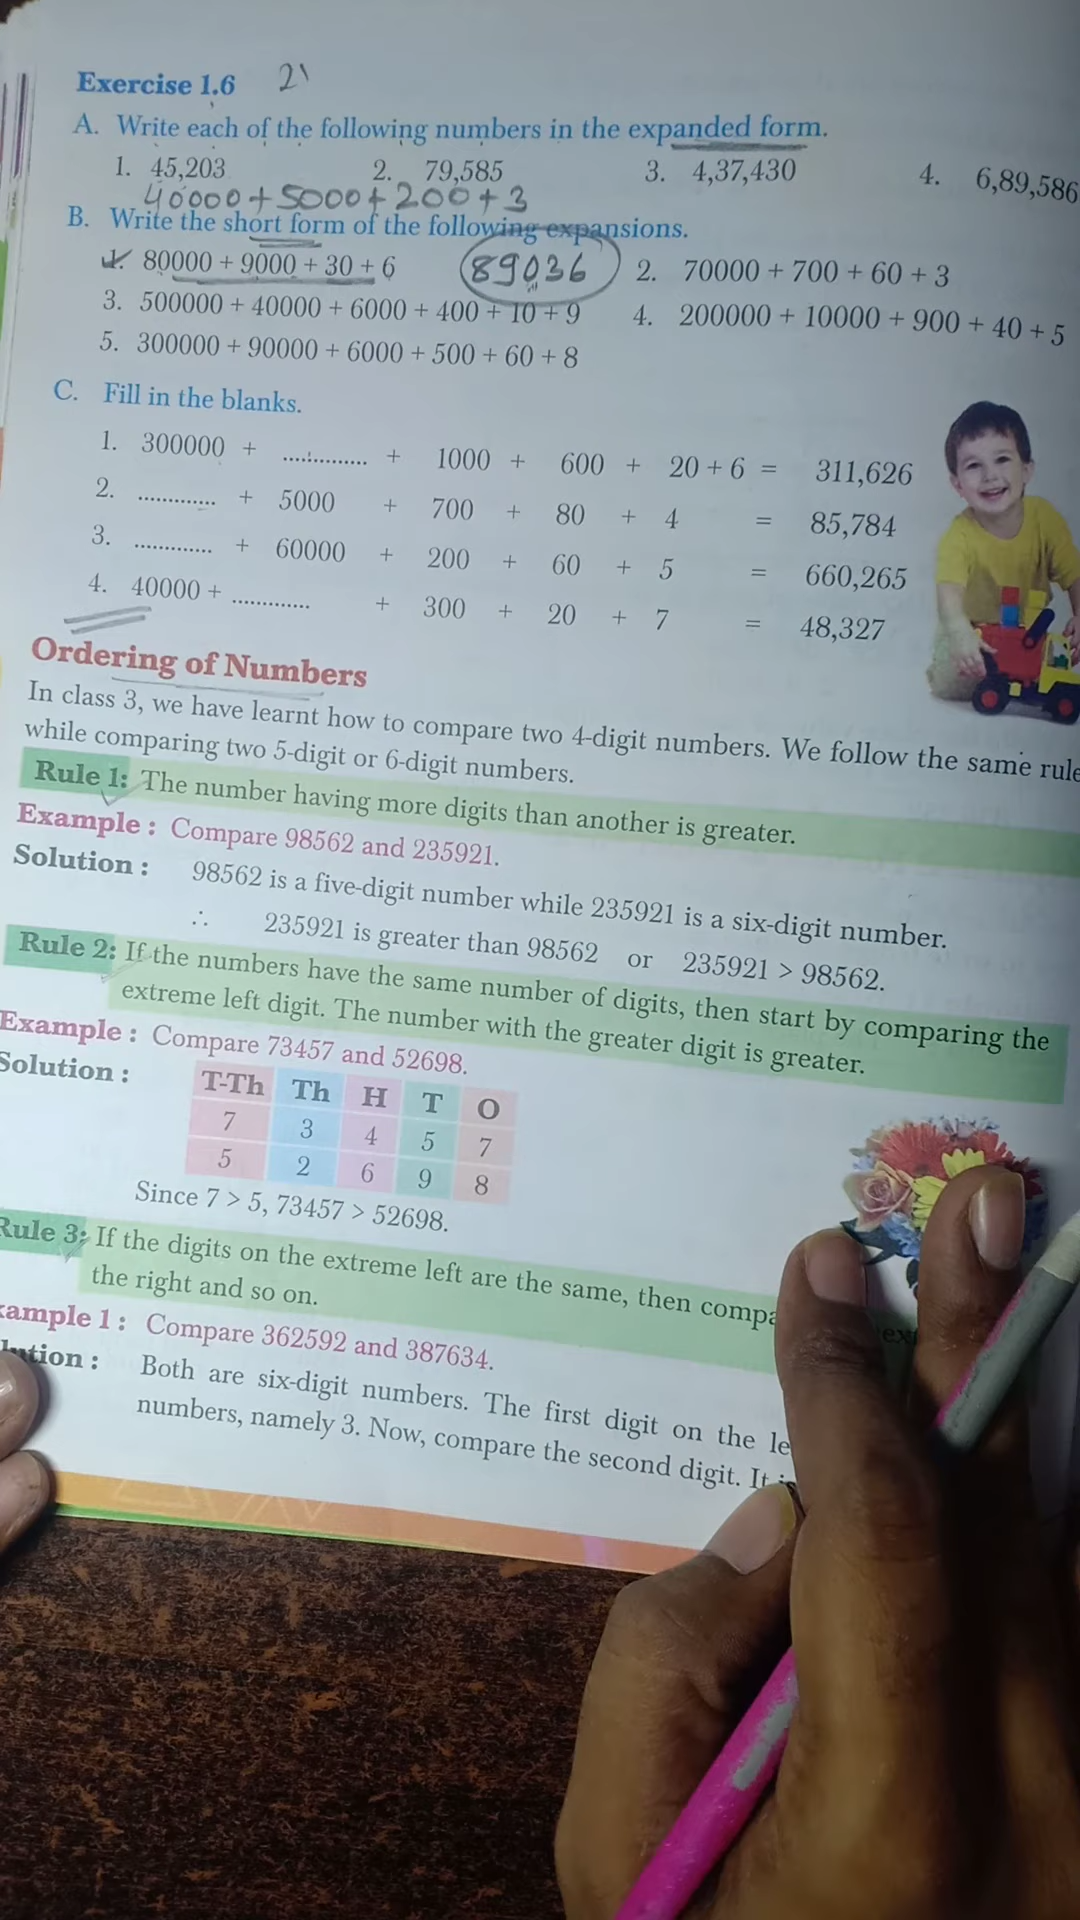 Exercise 1.6 21
A. Write each of the following numbers in the expanded form.
1. 45,203 2. 79,585 3. 4,37,430 4. 6,89,586
40000+5000+200+3
B. Write the short form of the following expansions.
1. 80000 + 9000 + 30 + 6 89036 2. 70000 + 700 + 60 + 3
3. 500000 + 40000 + 6000 + 400 + 10 + 9 4. 200000 + 10000 + 900 + 40 + 5
5. 300000 + 90000 + 6000 + 500 + 60 + 8
C. Fill in the blanks.
1. 300000 + .............. + 1000 + 600 + 20 + 6 = 311,626
2. ............. + 5000 + 700 + 80 + 4 = 85,784
3. ............. + 60000 + 200 + 60 + 5 = 660,265
4. 40000 + ............. + 300 + 20 + 7 = 48,327
Ordering of Numbers
In class 3, we have learnt how to compare two 4-digit numbers. We follow the same rule
while comparing two 5-digit or 6-digit numbers.
Rule 1: The number having more digits than another is greater.
Example : Compare 98562 and 235921.
Solution : 98562 is a five-digit number while 235921 is a six-digit number.
∴ 235921 is greater than 98562 or 235921 > 98562.
Rule 2: If the numbers have the same number of digits, then start by comparing the
extreme left digit. The number with the greater digit is greater.
Example : Compare 73457 and 52698.
Solution :
T-Th Th H T O
7 3 4 5 7
5 2 6 9 8
Since 7 > 5, 73457 > 52698.
Rule 3: If the digits on the extreme left are the same, then compa
the right and so on.
xample 1 : Compare 362592 and 387634.
ution : Both are six-digit numbers. The first digit on the le
numbers, namely 3. Now, compare the second digit. It